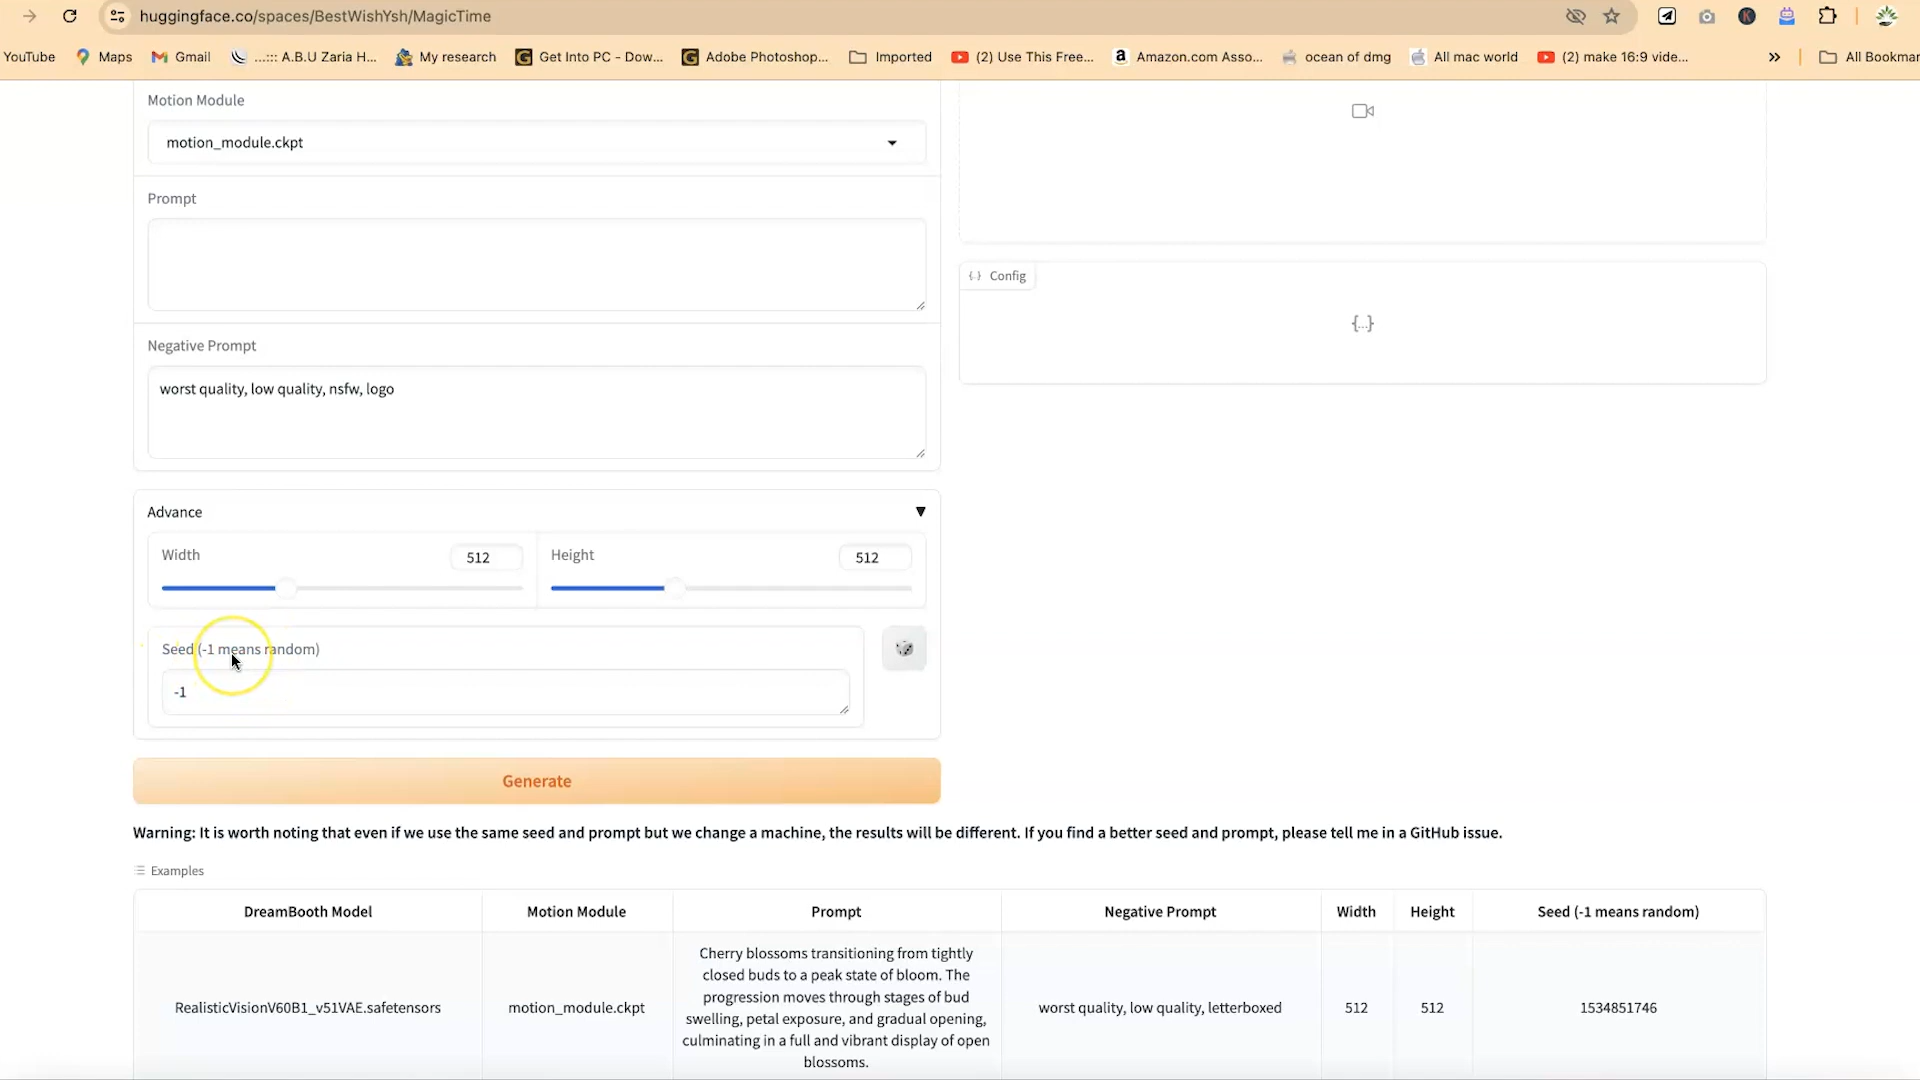 huggingface.co/spaces/BestWishYsh/MagicTime
YouTube Maps Gmail ...:: A.B.U Zaria H... My research Get Into PC - Dow... Adobe Photoshop... Imported (2) Use This Free... Amazon.com Asso... ocean of dmg All mac world (2) make 16:9 vide... » All Bookmar
Motion Module
motion_module.ckpt
Prompt
Config
{...}
Negative Prompt
worst quality, low quality, nsfw, logo
Advance
Width 512 Height 512
Seed (-1 means random)
-1
Generate
Warning: It is worth noting that even if we use the same seed and prompt but we change a machine, the results will be different. If you find a better seed and prompt, please tell me in a GitHub issue.
Examples
DreamBooth Model Motion Module Prompt Negative Prompt Width Height Seed (-1 means random)
Cherry blossoms transitioning from tightly
closed buds to a peak state of bloom. The
progression moves through stages of bud
RealisticVisionV60B1_v51VAE.safetensors motion_module.ckpt worst quality, low quality, letterboxed 512 512 1534851746
swelling, petal exposure, and gradual opening,
culminating in a full and vibrant display of open
blossoms.